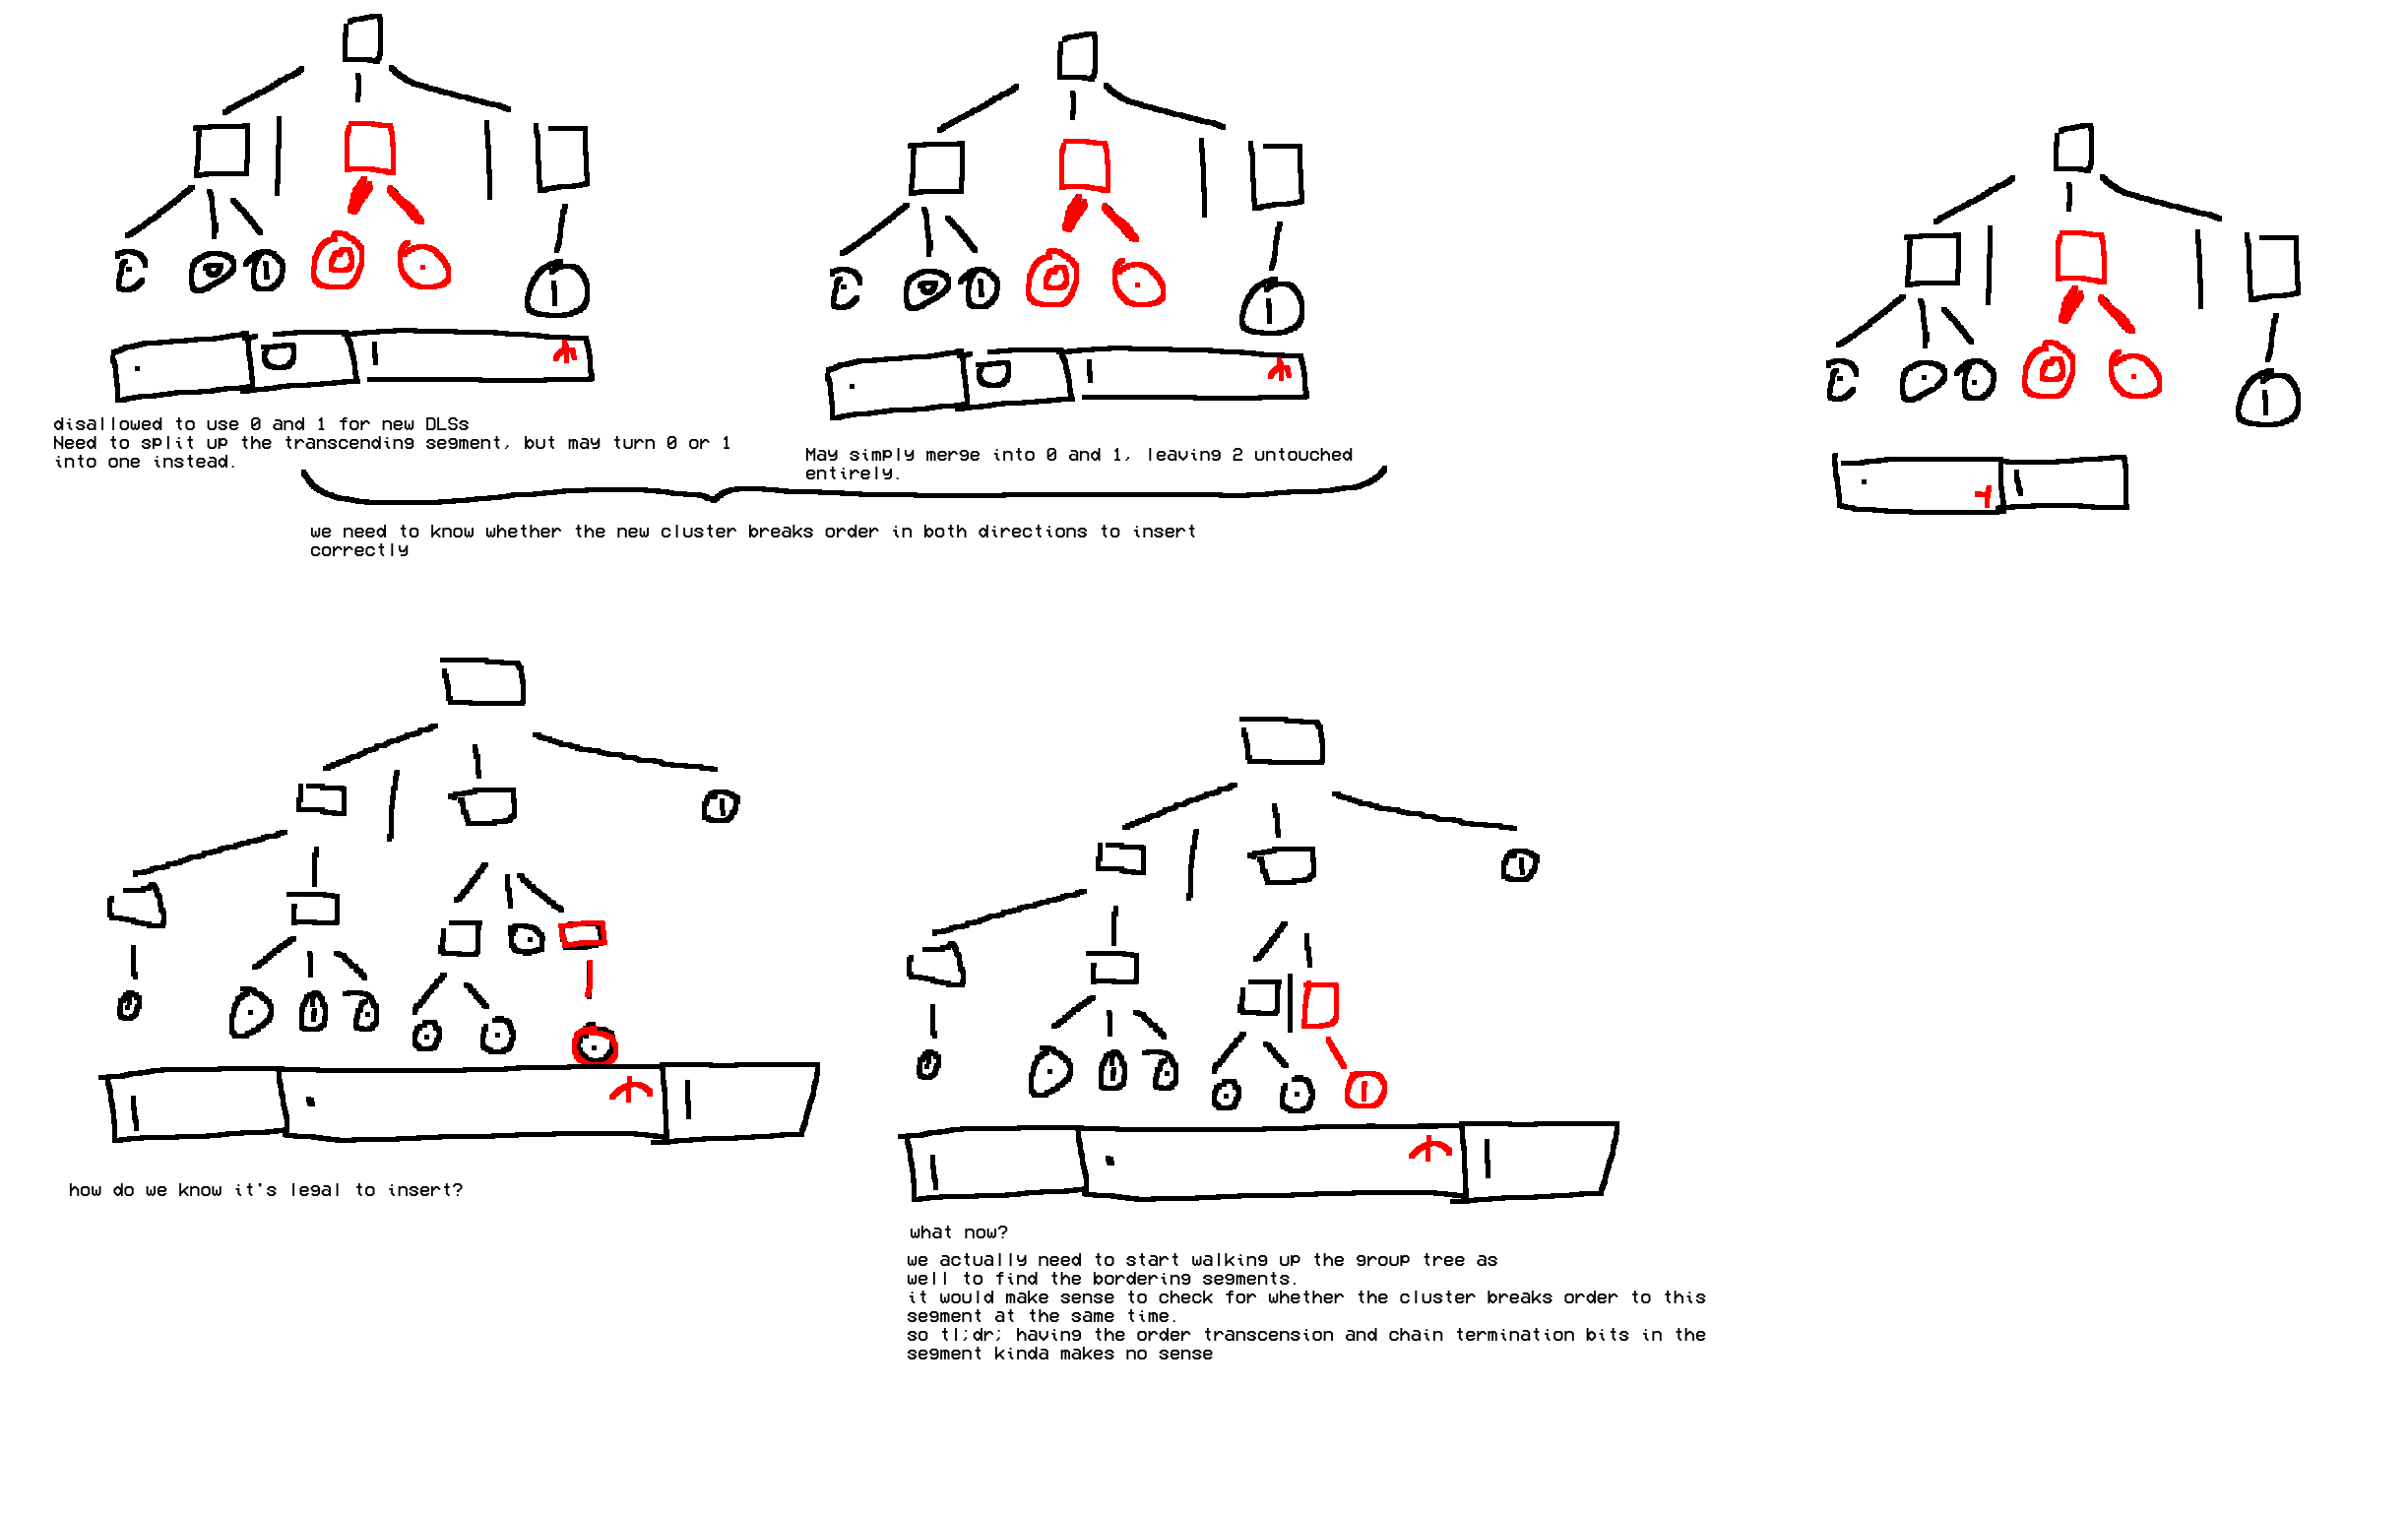 disallowed to use 0 and 1 for new DLSs
Need to split up the transcending segment, but may turn 0 or 1
into one instead.
May simply merge into 0 and 1, leaving 2 untouched
entirely.
we need to know whether the new cluster breaks order in both directions to insert
correctly
how do we know it's legal to insert?
what now?
we actually need to start walking up the group tree as
well to find the bordering segments.
it would make sense to check for whether the cluster breaks order to this
segment at the same time.
so tl;dr; having the order transcension and chain termination bits in the
segment kinda makes no sense